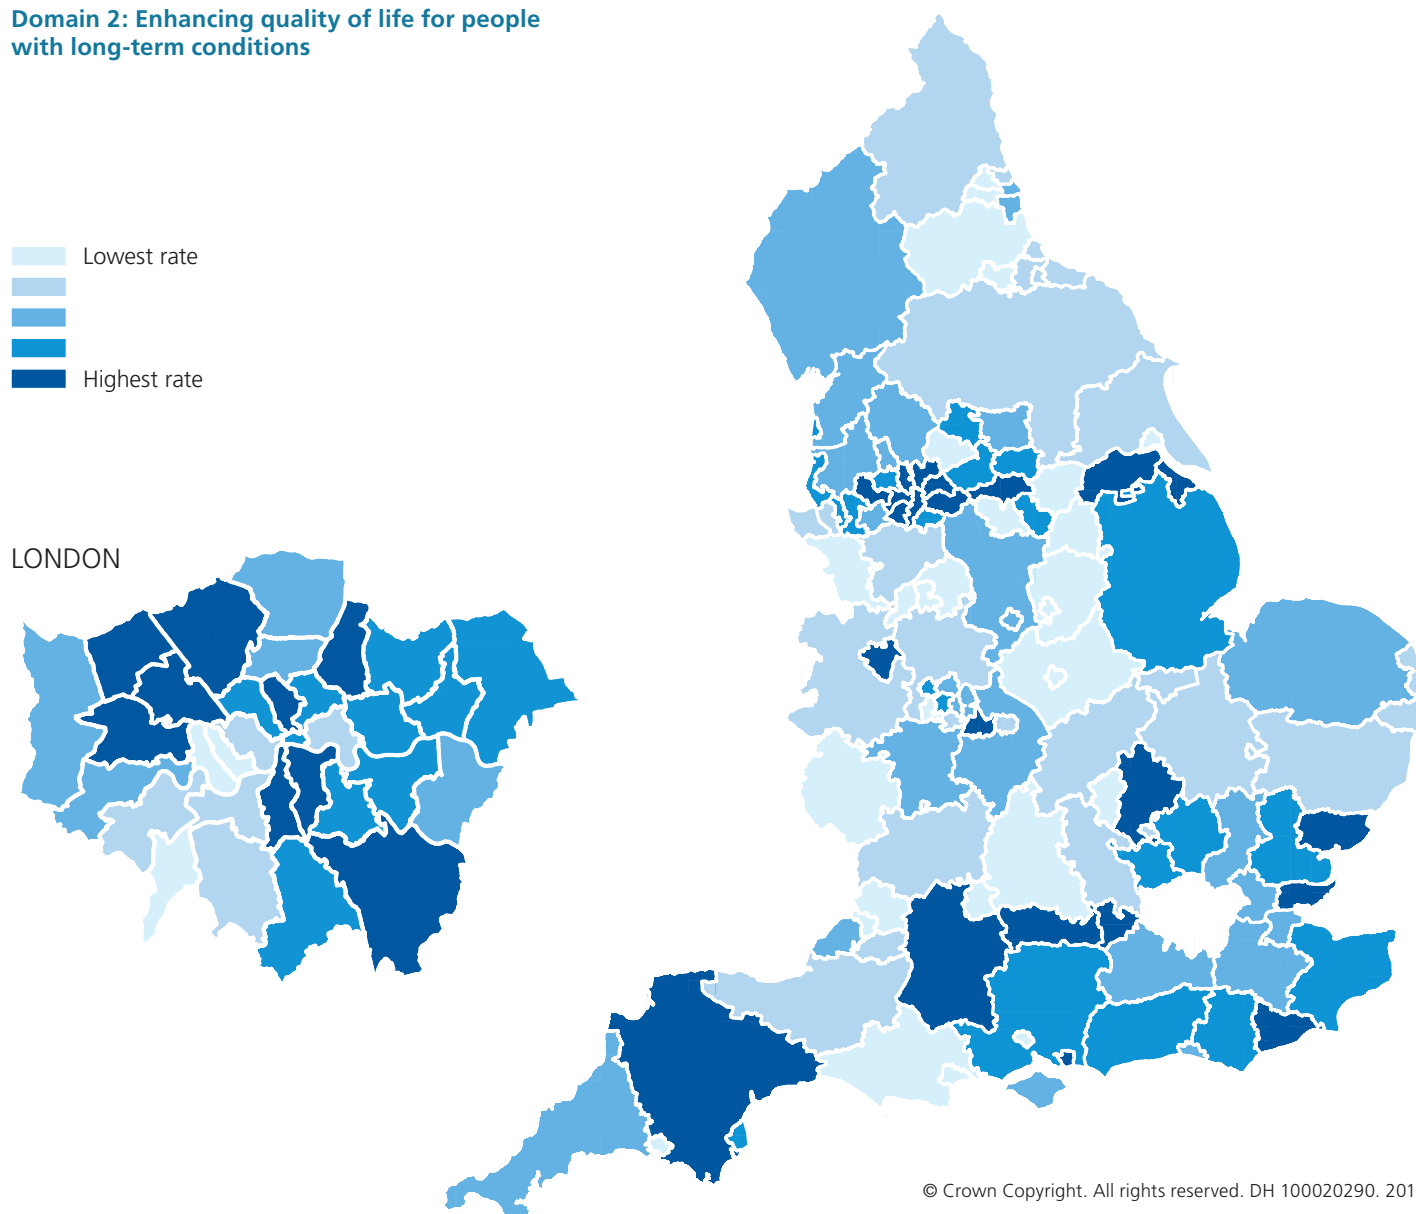 Domain 2: Enhancing quality of life for people
with long-term conditions
Lowest rate
Highest rate
LONDON
© Crown Copyright. All rights reserved. DH 100020290. 201